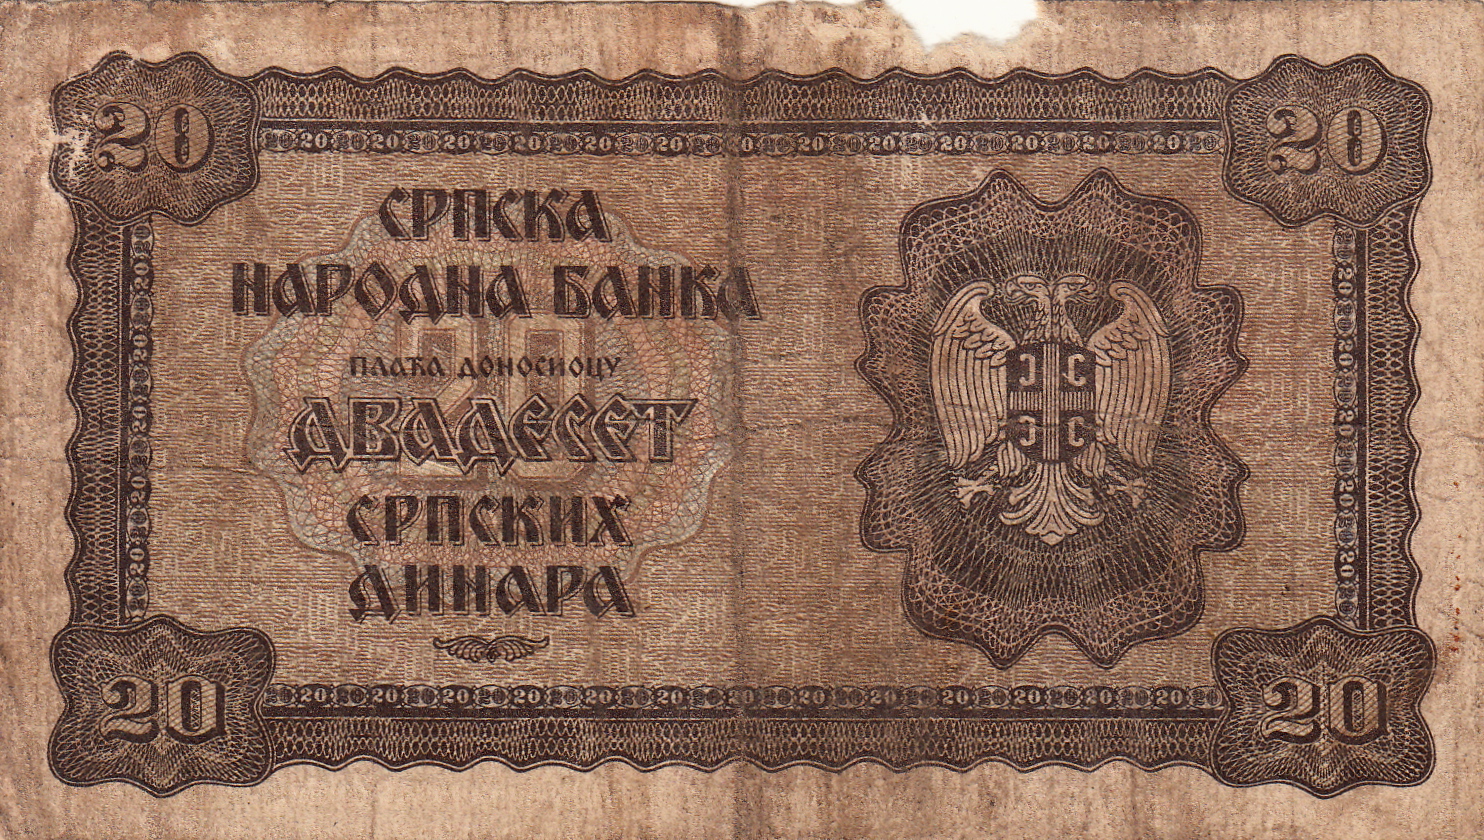 20 20
СРПСКА
НАРОДНА БАНКА
ПЛАЋА ДОНОСИОЦУ
ДВАДЕСЕТ
СРПСКИХ
ДИНАРА
C C
C C
20 20